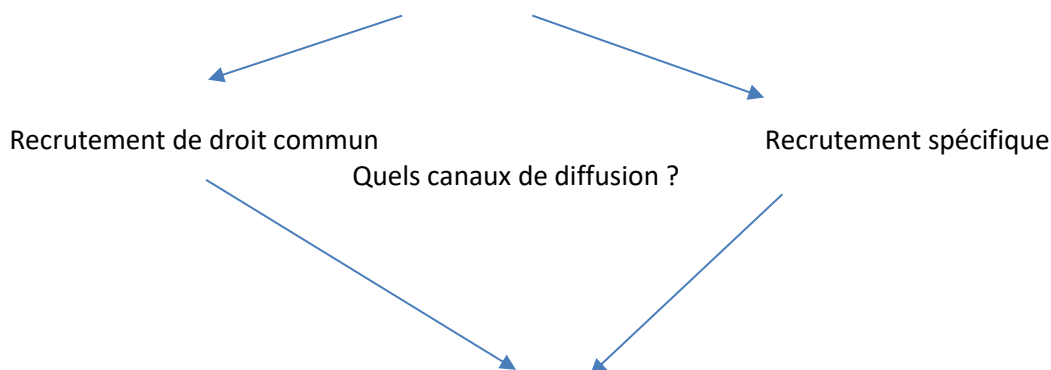 Recrutement de droit commun
Recrutement spécifique
Quels canaux de diffusion ?